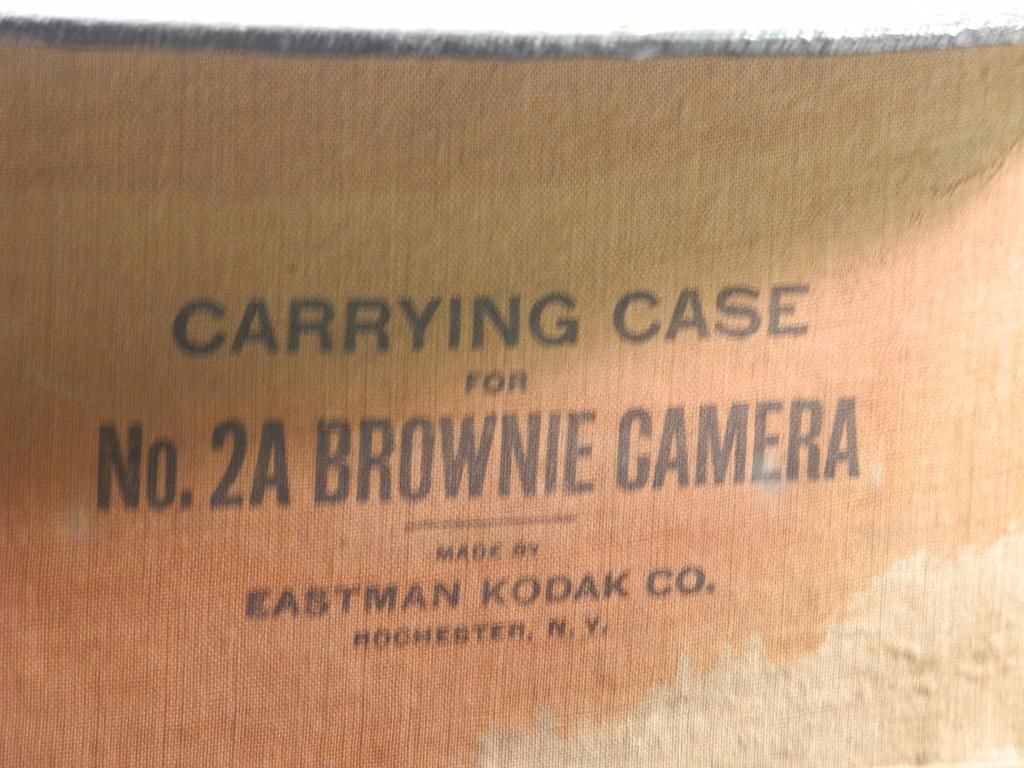 CARRYING CASE
FOR
No. 2A BROWNIE CAMERA
MADE BY
EASTMAN KODAK CO.
ROCHESTER, N. Y.